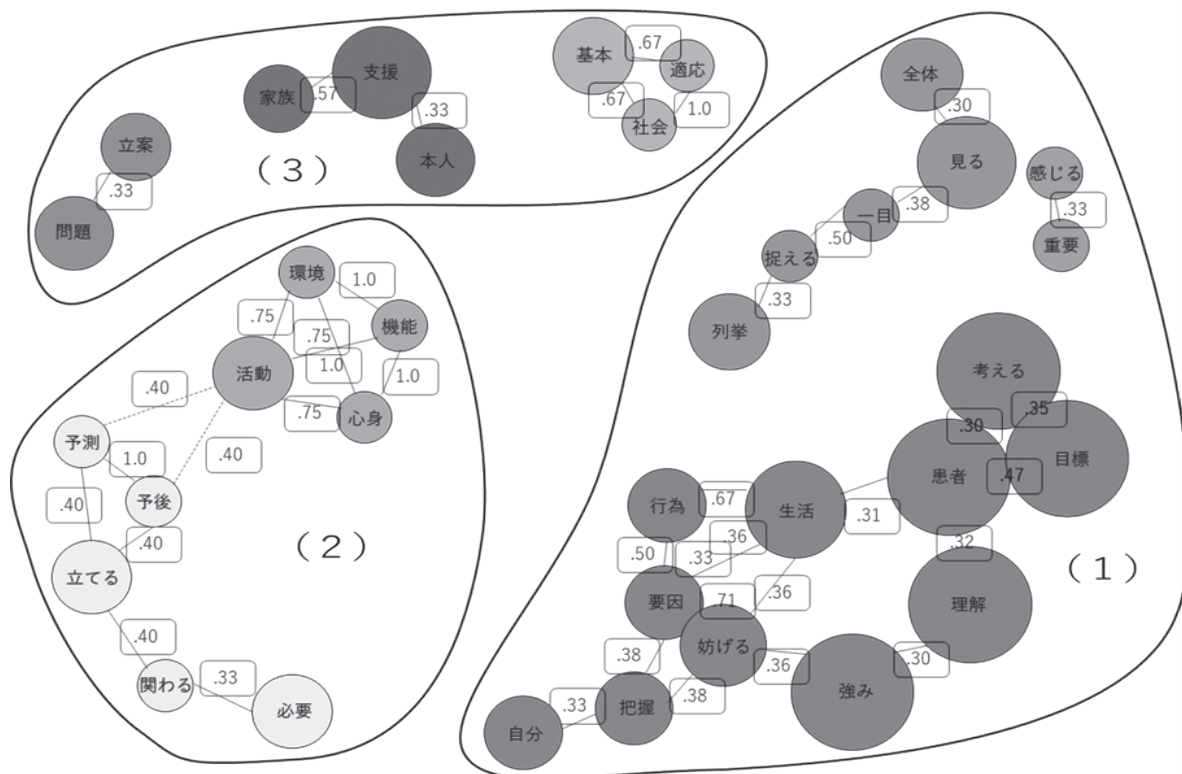 基本
.67
適応
.67
1.0
社会
支援
家族
.57
.33
本人
立案
.33
問題
(3)
全体
.30
見る
感じる
.33
重要
一目
.38
.50
捉える
.33
列挙
考える
.35
.30
目標
患者
.47
行為
.67
生活
.31
.36
.32
.50
.33
(1)
要因
.71
.36
理解
妨げる
.38
.36
.30
強み
把握
.38
.33
自分
環境
1.0
.75
.75
機能
1.0
1.0
活動
.75
心身
.40
予測
1.0
.40
.40
予後
.40
(2)
立てる
.40
関わる
.33
必要